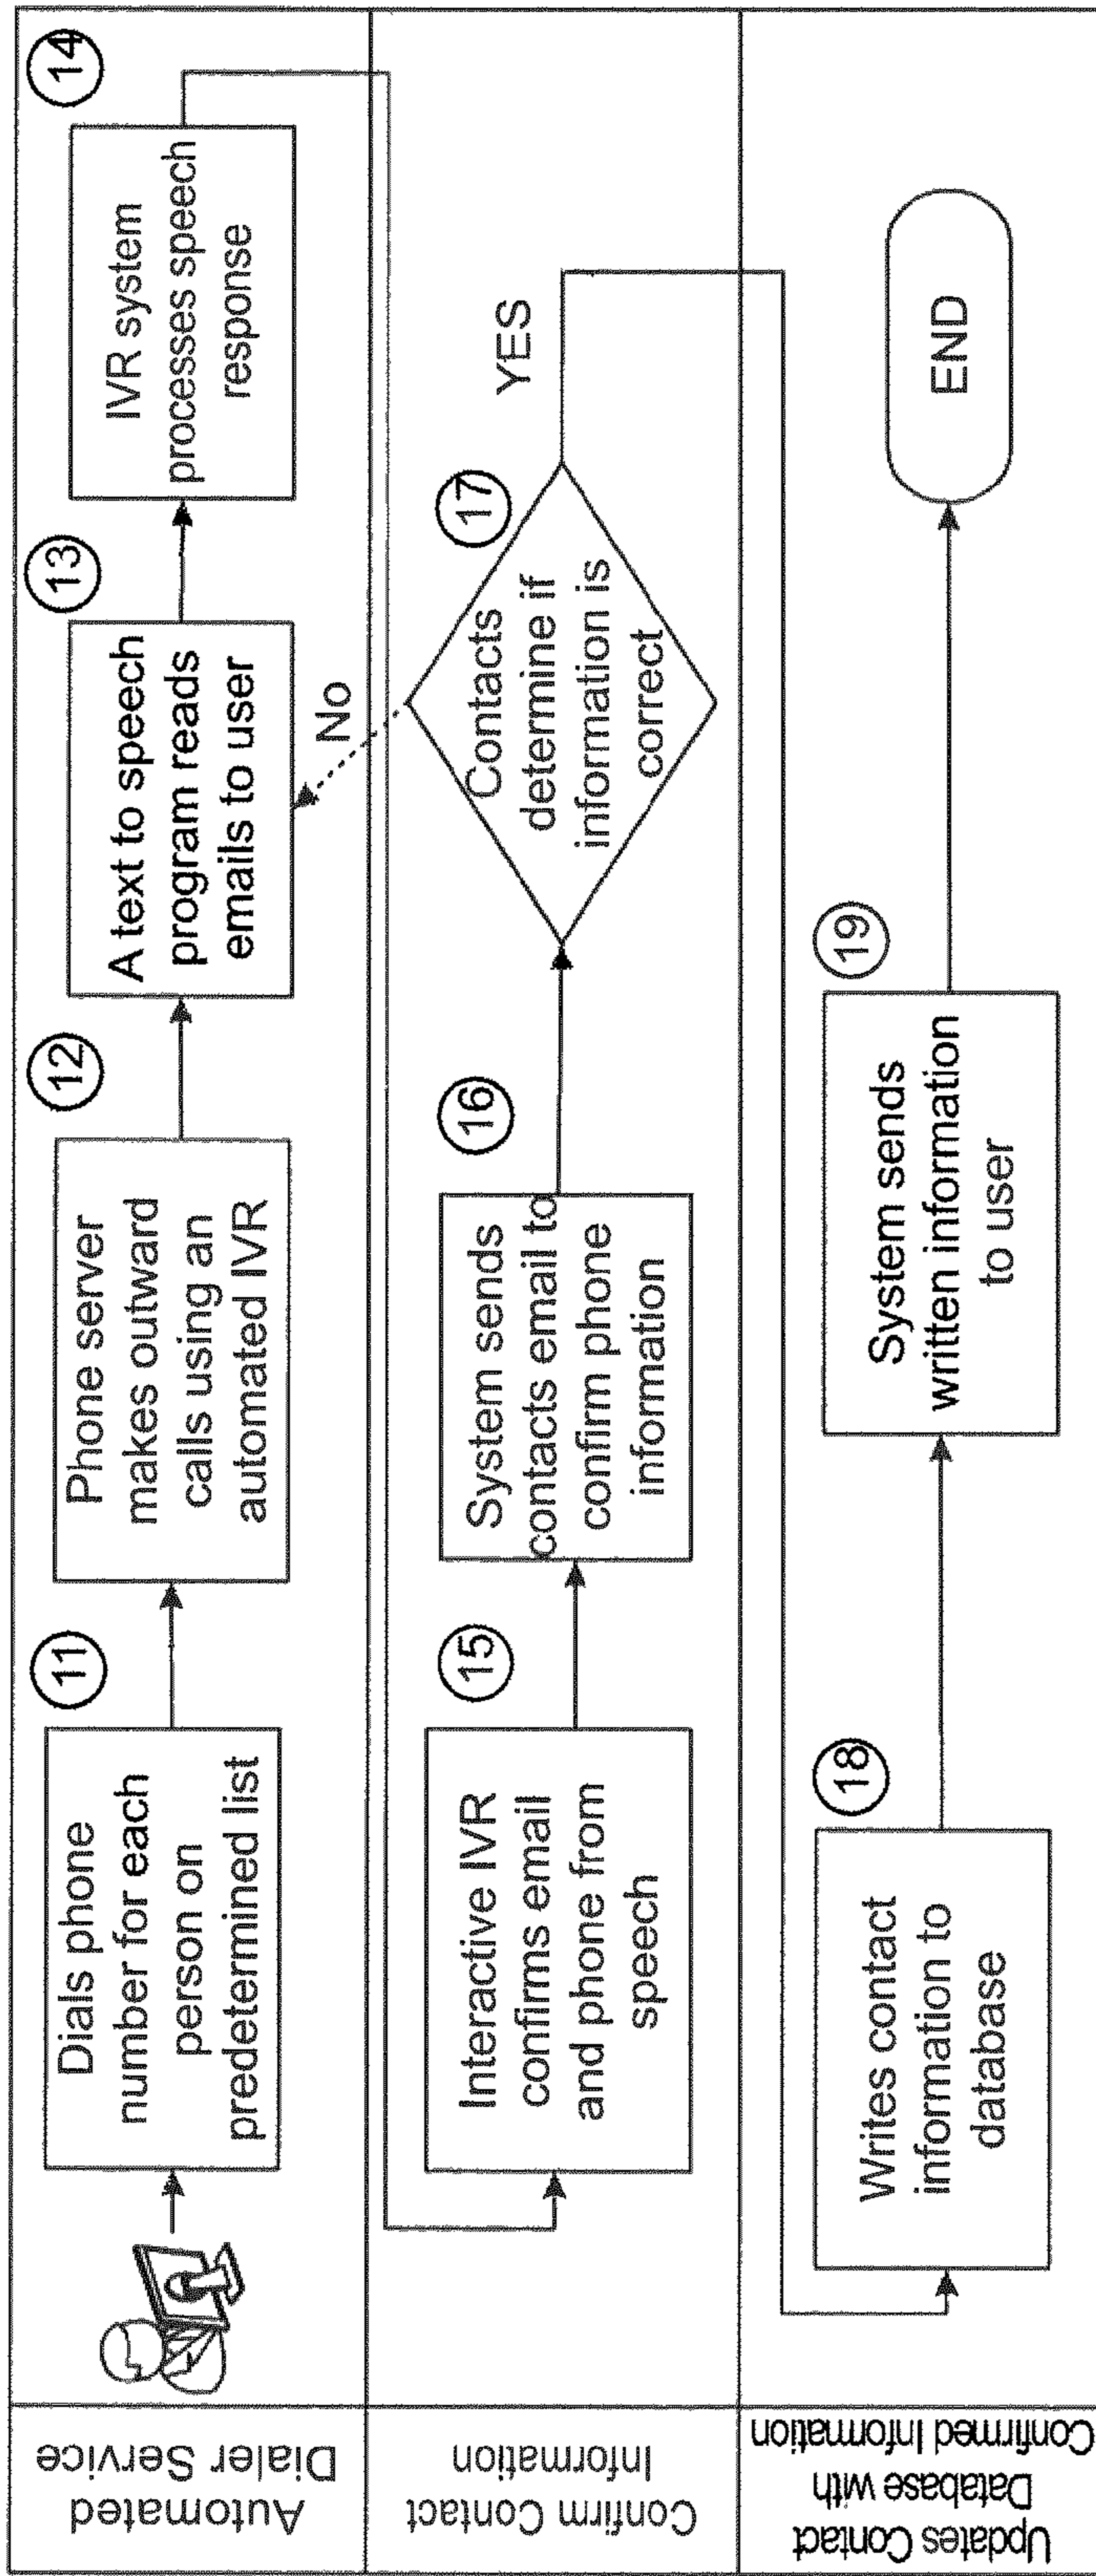 Automated
Dialer Service
Dials phone
number for each
person on
predetermined list
11
Phone server
makes outward
calls using an
automated IVR
12
A text to speech
program reads
emails to user
13
IVR system
processes speech
response
14
Confirm Contact
Information
Interactive IVR
confirms email
and phone from
speech
15
System sends
contacts email to
confirm phone
information
16
Contacts
determine if
information is
correct
17
No
YES
Updates Contact
Database with
Confirmed Information
Writes contact
information to
database
18
System sends
written information
to user
19
END